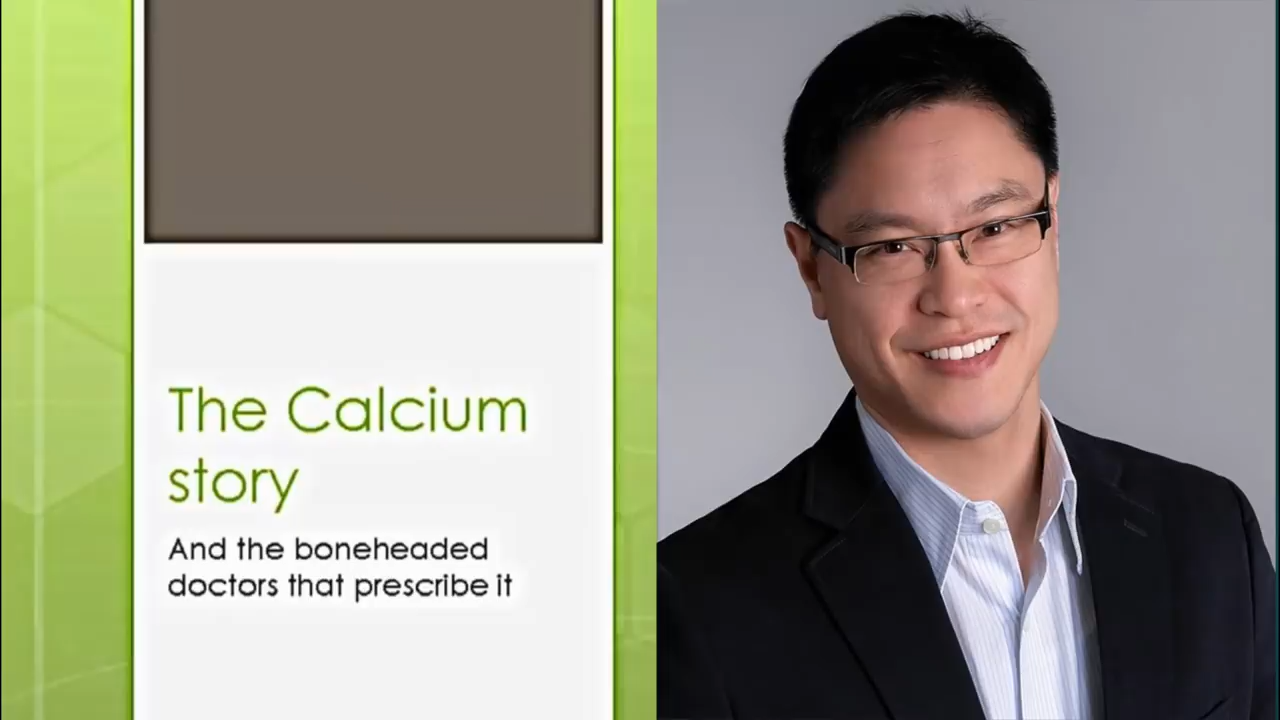 The Calcium
story
And the boneheaded
doctors that prescribe it